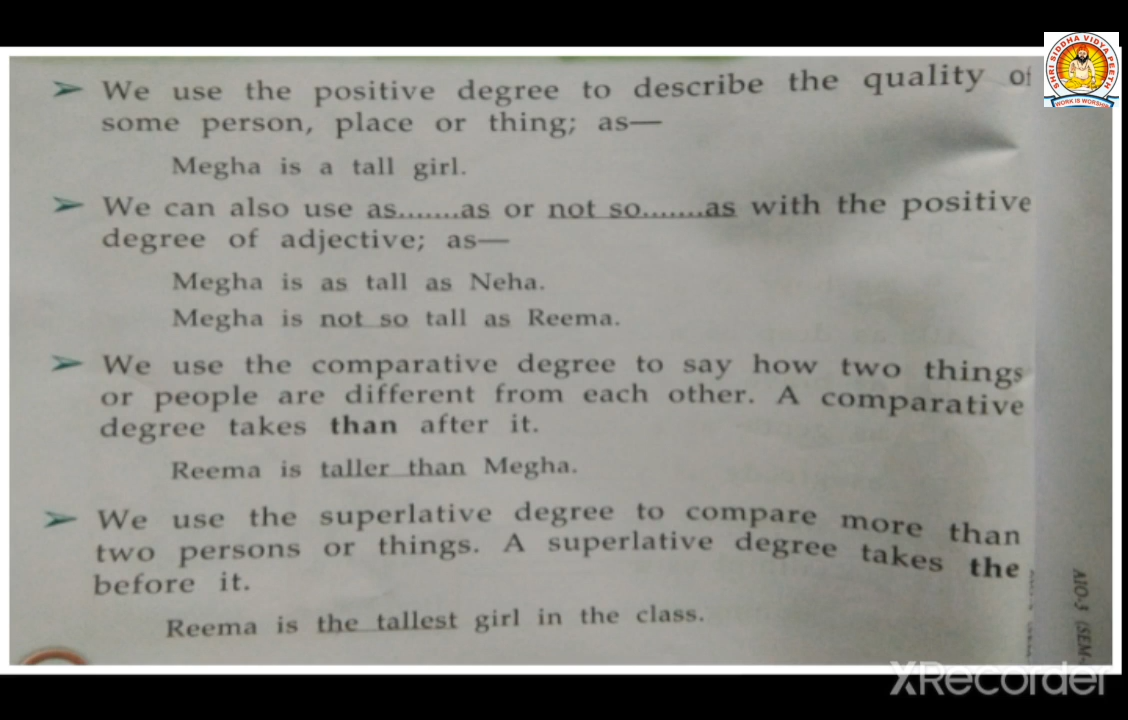 SHRI SIDDHA VIDYA PEETH
WORK IS WORSHIP
➢ We use the positive degree to describe the quality of
some person, place or thing; as—
Megha is a tall girl.
➢ We can also use as.......as or not so.......as with the positive
degree of adjective; as—
Megha is as tall as Neha.
Megha is not so tall as Reema.
➢ We use the comparative degree to say how two things
or people are different from each other. A comparative
degree takes than after it.
Reema is taller than Megha.
➢ We use the superlative degree to compare more than
two persons or things. A superlative degree takes the
before it.
Reema is the tallest girl in the class.
AIO-3 (SEM-
XRecorder